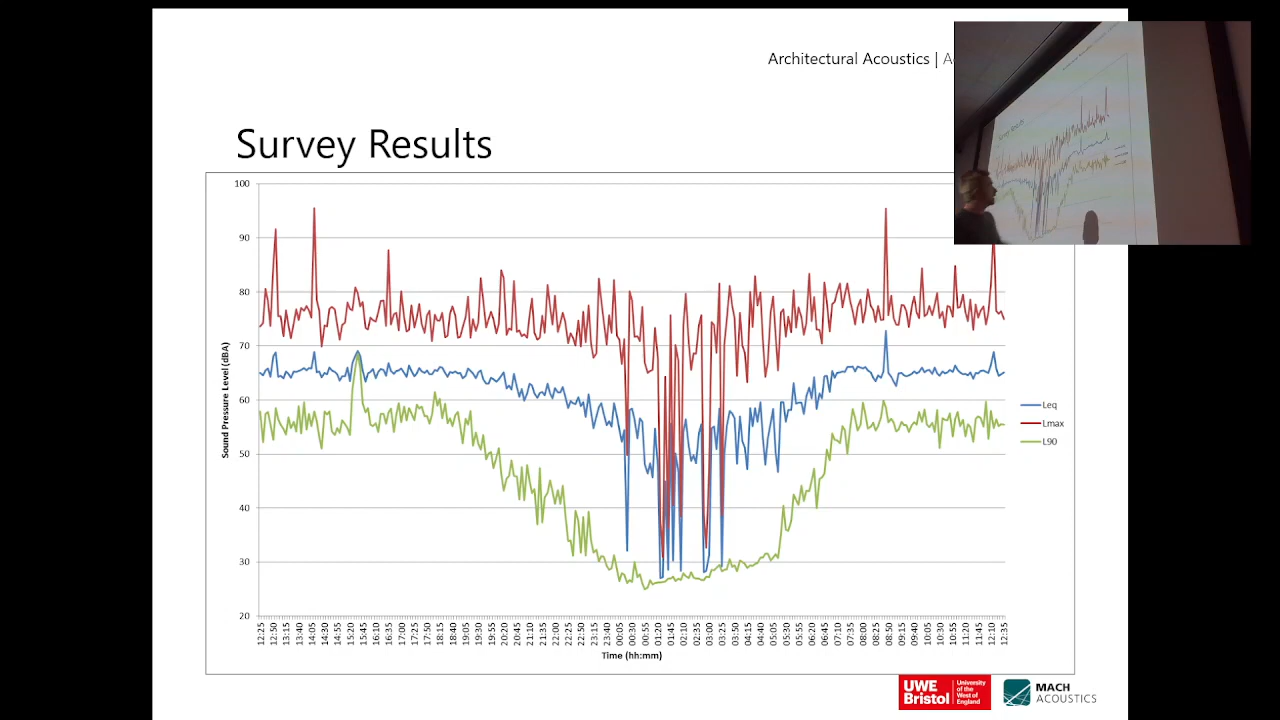 Architectural Acoustics |
Survey Results
100
90
80
70
60
50
40
30
20
Sound Pressure Level (dBA)
12:25 12:50 13:15 13:40 14:05 14:30 14:55 15:20 15:45 16:10 16:35 17:00 17:25 17:50 18:15 18:40 19:05 19:30 19:55 20:20 20:45 21:10 21:35 22:00 22:25 22:50 23:15 23:40 00:05 00:30 00:55 01:20 01:45 02:10 02:35 03:00 03:25 03:50 04:15 04:40 05:05 05:30 05:55 06:20 06:45 07:10 07:35 08:00 08:25 08:50 09:15 09:40 10:05 10:30 10:55 11:20 11:45 12:10 12:35
Time (hh:mm)
Leq
Lmax
L90
UWE Bristol
University of the West of England
MACH
ACOUSTICS